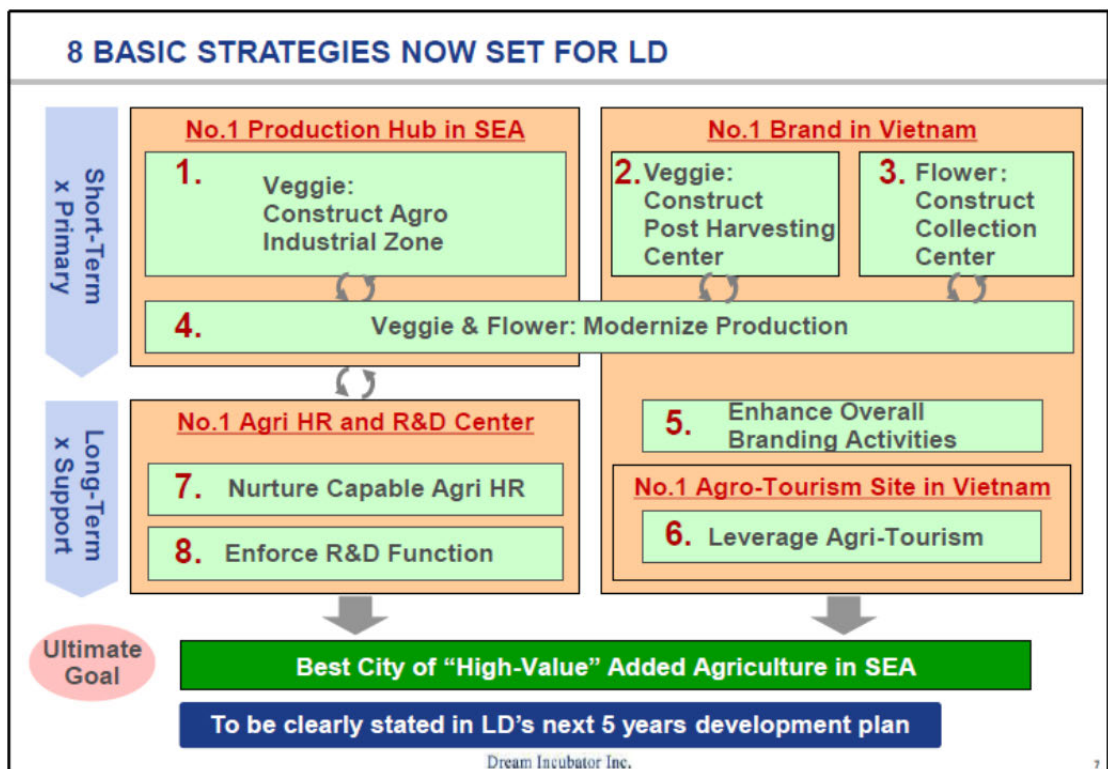 8 BASIC STRATEGIES NOW SET FOR LD
Short-Term
x Primary
No.1 Production Hub in SEA
1.
Veggie:
Construct Agro
Industrial Zone
No.1 Brand in Vietnam
2. Veggie:
Construct
Post Harvesting
Center
3. Flower:
Construct
Collection
Center
4. Veggie & Flower: Modernize Production
Long-Term
x Support
No.1 Agri HR and R&D Center
7. Nurture Capable Agri HR
8. Enforce R&D Function
5. Enhance Overall
Branding Activities
No.1 Agro-Tourism Site in Vietnam
6. Leverage Agri-Tourism
Ultimate
Goal
Best City of “High-Value” Added Agriculture in SEA
To be clearly stated in LD’s next 5 years development plan
Dream Incubator Inc.
7